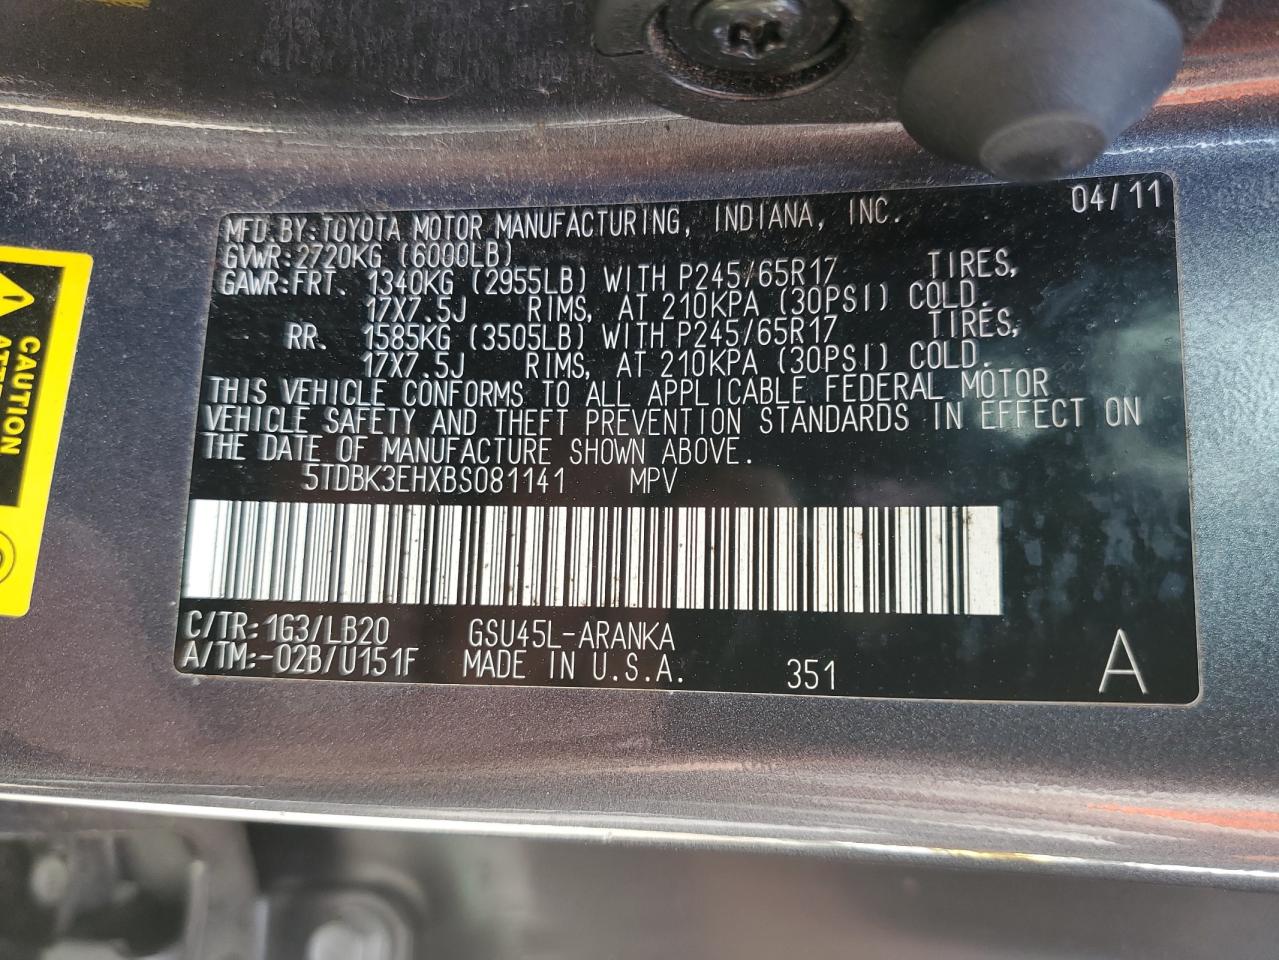 MFD.BY:TOYOTA MOTOR MANUFACTURING, INDIANA, INC. 04/11
GVWR:2720KG (6000LB)
GAWR:FRT. 1340KG (2955LB) WITH P245/65R17 TIRES,
17X7.5J RIMS, AT 210KPA (30PSI) COLD.
RR. 1585KG (3505LB) WITH P245/65R17 TIRES,
17X7.5J RIMS, AT 210KPA (30PSI) COLD.
THIS VEHICLE CONFORMS TO ALL APPLICABLE FEDERAL MOTOR
VEHICLE SAFETY AND THEFT PREVENTION STANDARDS IN EFFECT ON
THE DATE OF MANUFACTURE SHOWN ABOVE.
5TDBK3EHXBS081141 MPV
C/TR:1G3/LB20 GSU45L-ARANKA
A/TM:-02B/U151F MADE IN U.S.A. 351 A
CAUTION